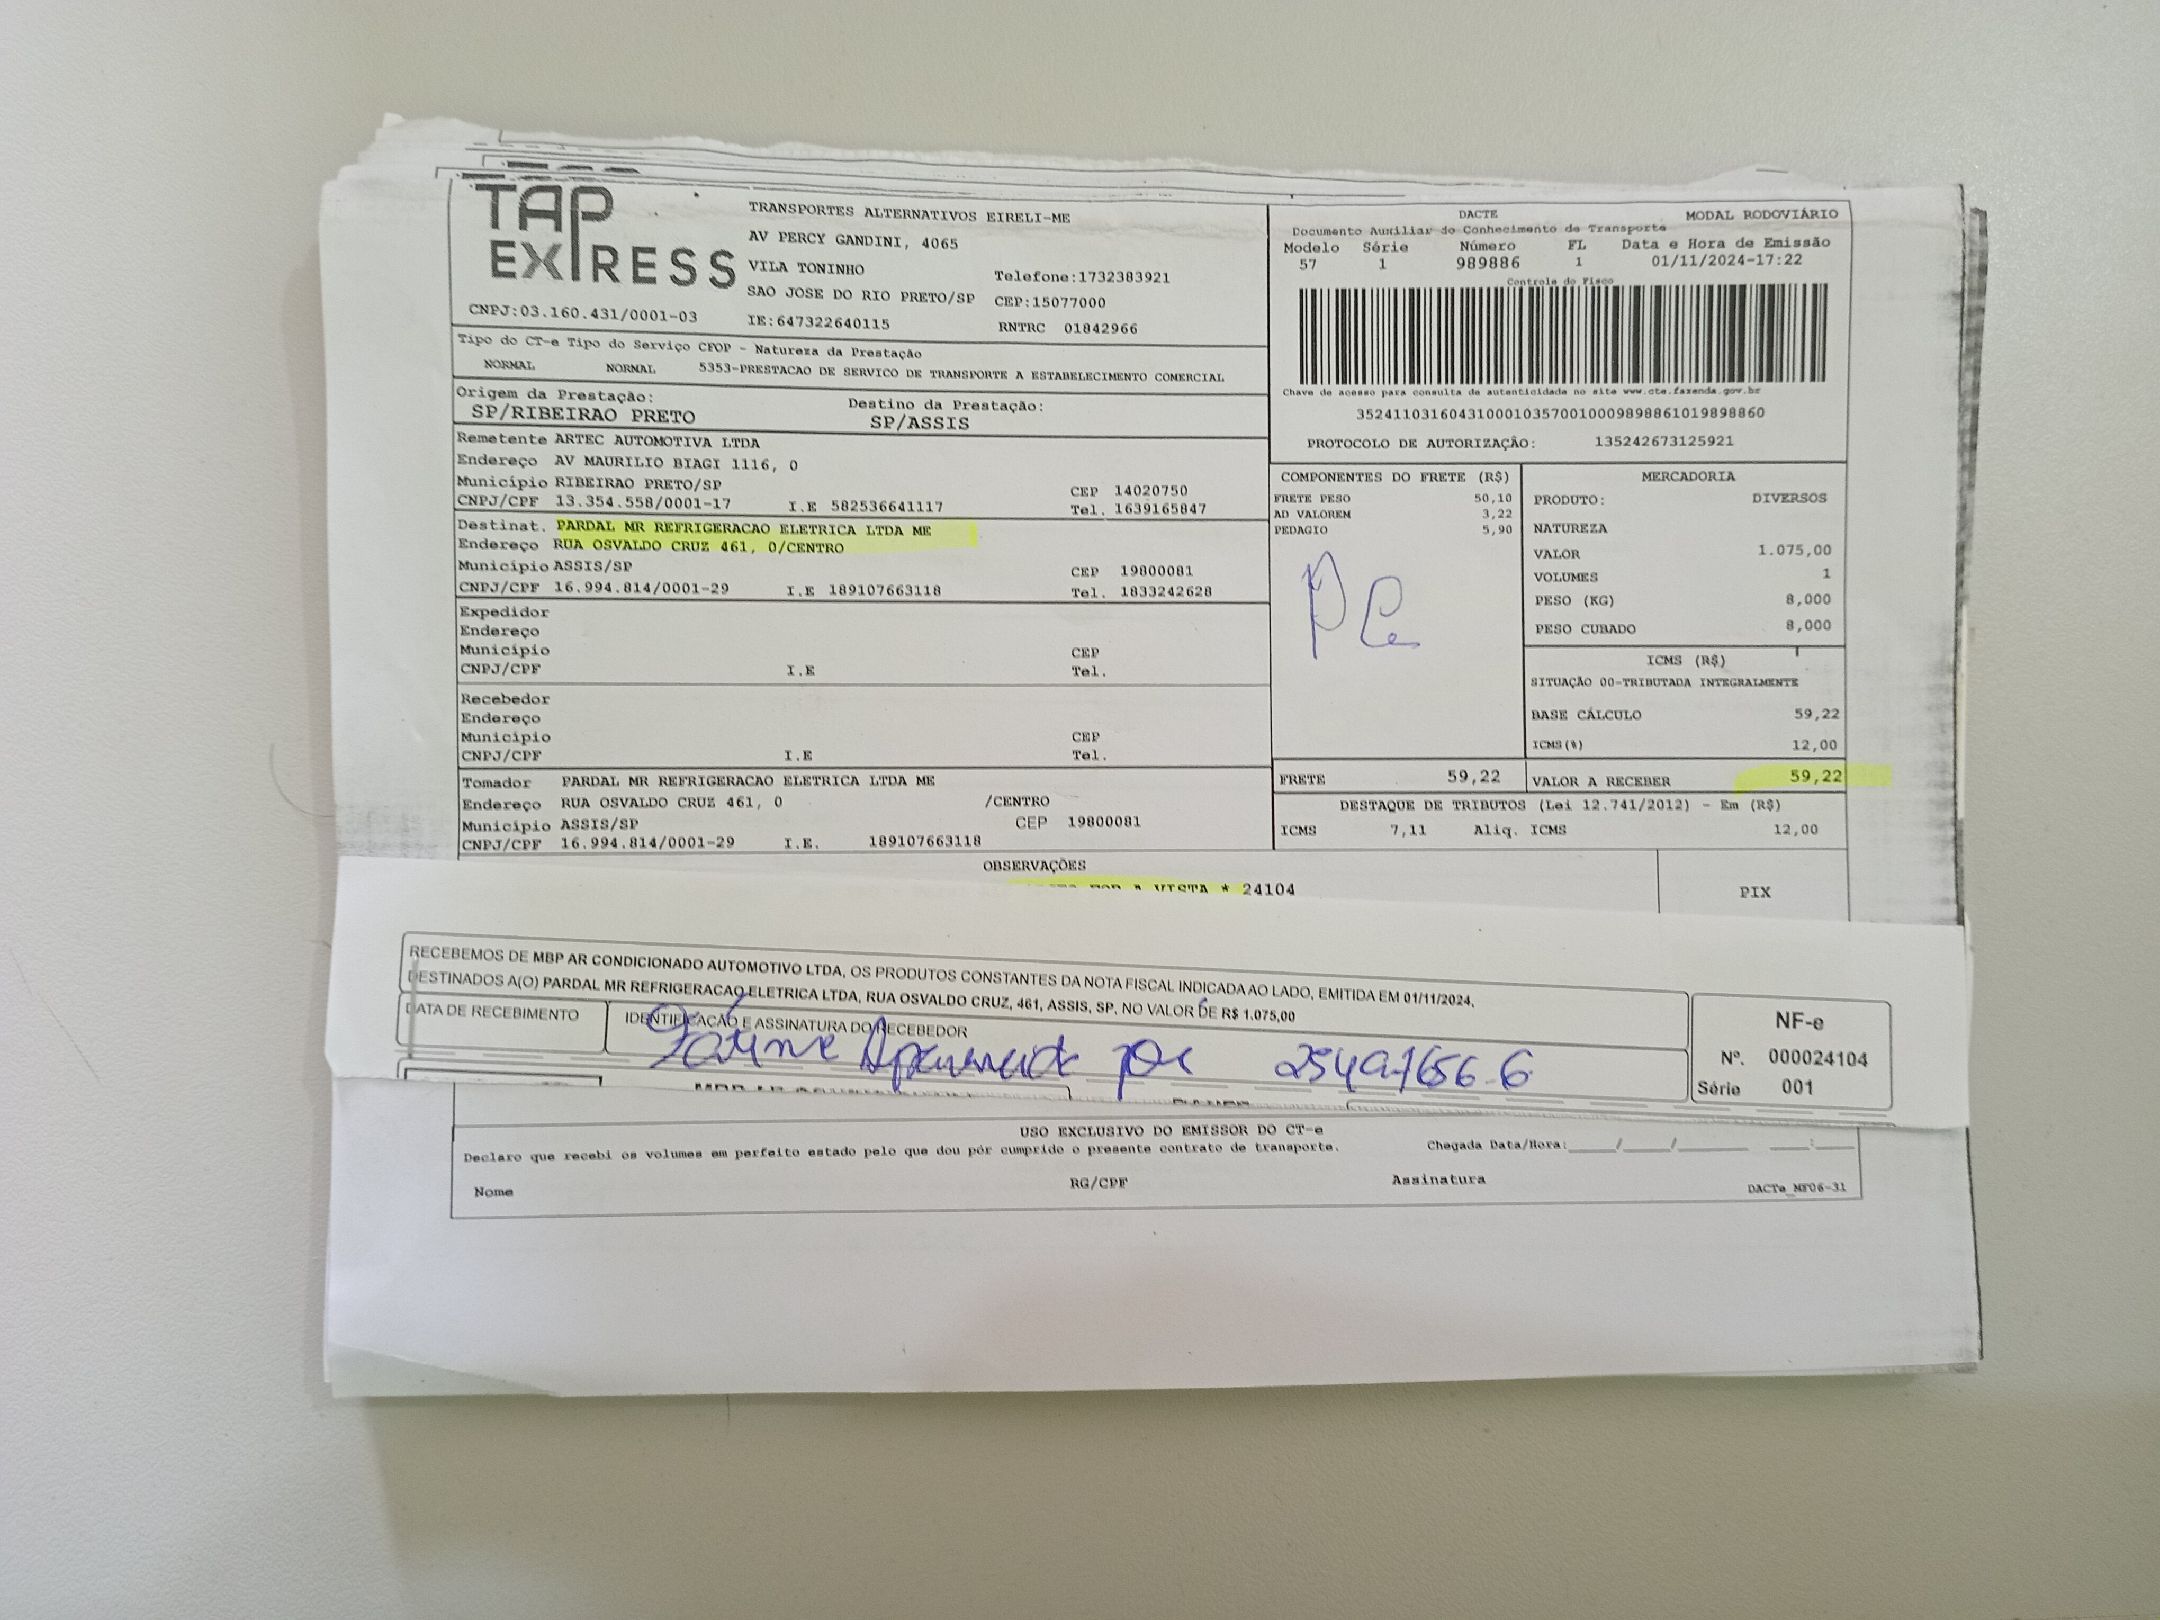 TAP EXPRESS
TRANSPORTES ALTERNATIVOS EIRELI-ME
AV PERCY GANDINI, 4065
VILA TONINHO
Telefone:1732383921
SAO JOSE DO RIO PRETO/SP CEP:15077000
CNPJ:03.160.431/0001-03 IE:647322640115 RNTRC 01842966
DACTE MODAL RODOVIÁRIO
Documento Auxiliar do Conhecimento de Transporte
Modelo Série Número FL Data e Hora de Emissão
57 1 989886 1 01/11/2024-17:22
Controle do Fisco
Chave de acesso para consulta de autenticidade no site www.cte.fazenda.gov.br
35241103160431000103570010009898861019898860
PROTOCOLO DE AUTORIZAÇÃO: 135242673125921
Tipo do CT-e Tipo do Serviço CFOP - Natureza da Prestação
NORMAL NORMAL 5353-PRESTACAO DE SERVICO DE TRANSPORTE A ESTABELECIMENTO COMERCIAL
Origem da Prestação: Destino da Prestação:
SP/RIBEIRAO PRETO SP/ASSIS
Remetente ARTEC AUTOMOTIVA LTDA
Endereço AV MAURILIO BIAGI 1116, 0
Município RIBEIRAO PRETO/SP CEP 14020750
CNPJ/CPF 13.354.558/0001-17 I.E 582536641117 Tel. 1639165847
Destinat. PARDAL MR REFRIGERACAO ELETRICA LTDA ME
Endereço RUA OSVALDO CRUZ 461, 0/CENTRO
Município ASSIS/SP CEP 19800081
CNPJ/CPF 16.994.814/0001-29 I.E 189107663118 Tel. 1833242628
Expedidor
Endereço
Município CEP
CNPJ/CPF I.E Tel.
Recebedor
Endereço
Município CEP
CNPJ/CPF I.E Tel.
Tomador PARDAL MR REFRIGERACAO ELETRICA LTDA ME
Endereço RUA OSVALDO CRUZ 461, 0 /CENTRO
Município ASSIS/SP CEP 19800081
CNPJ/CPF 16.994.814/0001-29 I.E. 189107663118
COMPONENTES DO FRETE (R$)
FRETE PESO 50,10
AD VALOREM 3,22
PEDAGIO 5,90
MERCADORIA
PRODUTO: DIVERSOS
NATUREZA
VALOR 1.075,00
VOLUMES 1
PESO (KG) 8,000
PESO CUBADO 8,000
ICMS (R$)
SITUAÇÃO 00-TRIBUTADA INTEGRALMENTE
BASE CÁLCULO 59,22
ICMS(%) 12,00
FRETE 59,22 VALOR A RECEBER 59,22
DESTAQUE DE TRIBUTOS (Lei 12.741/2012) - Em (R$)
ICMS 7,11 Aliq. ICMS 12,00
OBSERVAÇÕES
A VISTA * 24104
PIX
RECEBEMOS DE MBP AR CONDICIONADO AUTOMOTIVO LTDA, OS PRODUTOS CONSTANTES DA NOTA FISCAL INDICADA AO LADO, EMITIDA EM 01/11/2024,
DESTINADOS A(O) PARDAL MR REFRIGERACAO ELETRICA LTDA, RUA OSVALDO CRUZ, 461, ASSIS, SP, NO VALOR DE R$ 1.075,00
DATA DE RECEBIMENTO IDENTIFICAÇÃO E ASSINATURA DO RECEBEDOR
NF-e
Nº. 000024104
Série 001
USO EXCLUSIVO DO EMISSOR DO CT-e
Declaro que recebi os volumes em perfeito estado pelo que dou por cumprido o presente contrato de transporte. Chegada Data/Hora:___/___/_____ ___:___
Nome RG/CPF Assinatura DACTe_MF06-31